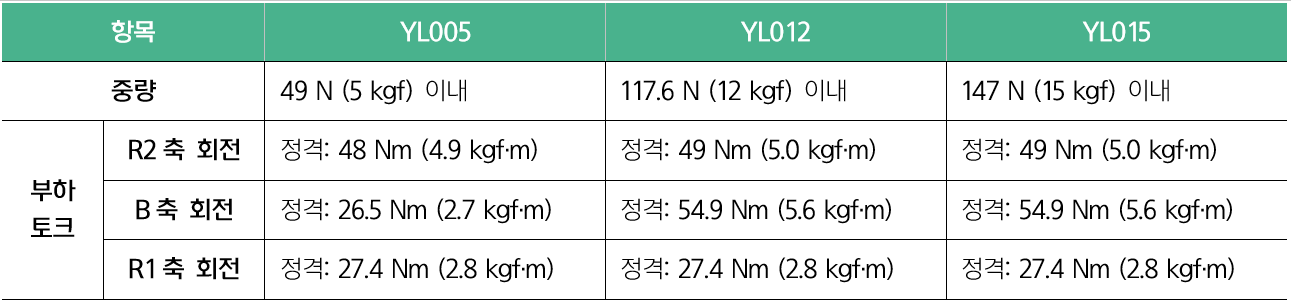 항목 YL005 YL012 YL015
중량 49 N (5 kgf) 이내 117.6 N (12 kgf) 이내 147 N (15 kgf) 이내
부하 토크
R2 축 회전 정격: 48 Nm (4.9 kgf·m) 정격: 49 Nm (5.0 kgf·m) 정격: 49 Nm (5.0 kgf·m)
B 축 회전 정격: 26.5 Nm (2.7 kgf·m) 정격: 54.9 Nm (5.6 kgf·m) 정격: 54.9 Nm (5.6 kgf·m)
R1 축 회전 정격: 27.4 Nm (2.8 kgf·m) 정격: 27.4 Nm (2.8 kgf·m) 정격: 27.4 Nm (2.8 kgf·m)